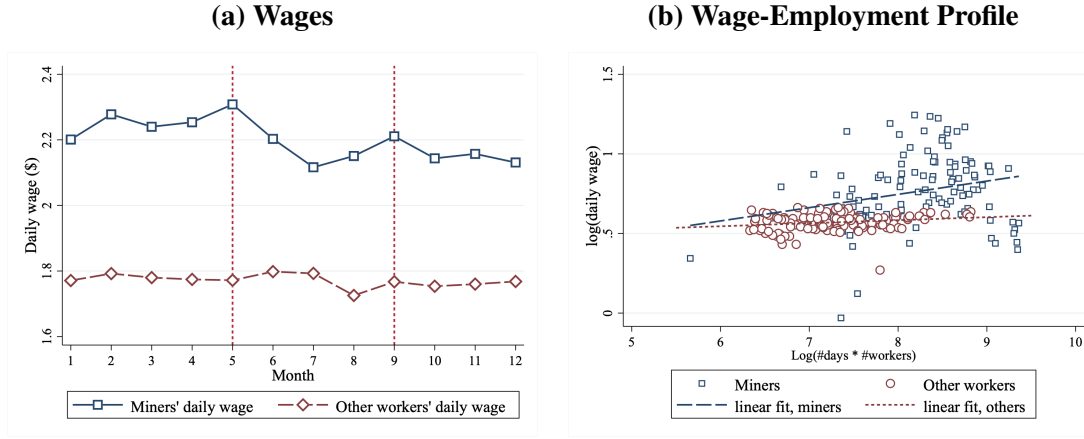 (a) Wages
2.4
2.2
2
1.8
1.6
Daily wage ($)
1 2 3 4 5 6 7 8 9 10 11 12
Month
Miners' daily wage Other workers' daily wage
(b) Wage-Employment Profile
1.5
1
0.5
0
log(daily wage)
5 6 7 8 9 10
Log(#days * #workers)
Miners Other workers
linear fit, miners linear fit, others